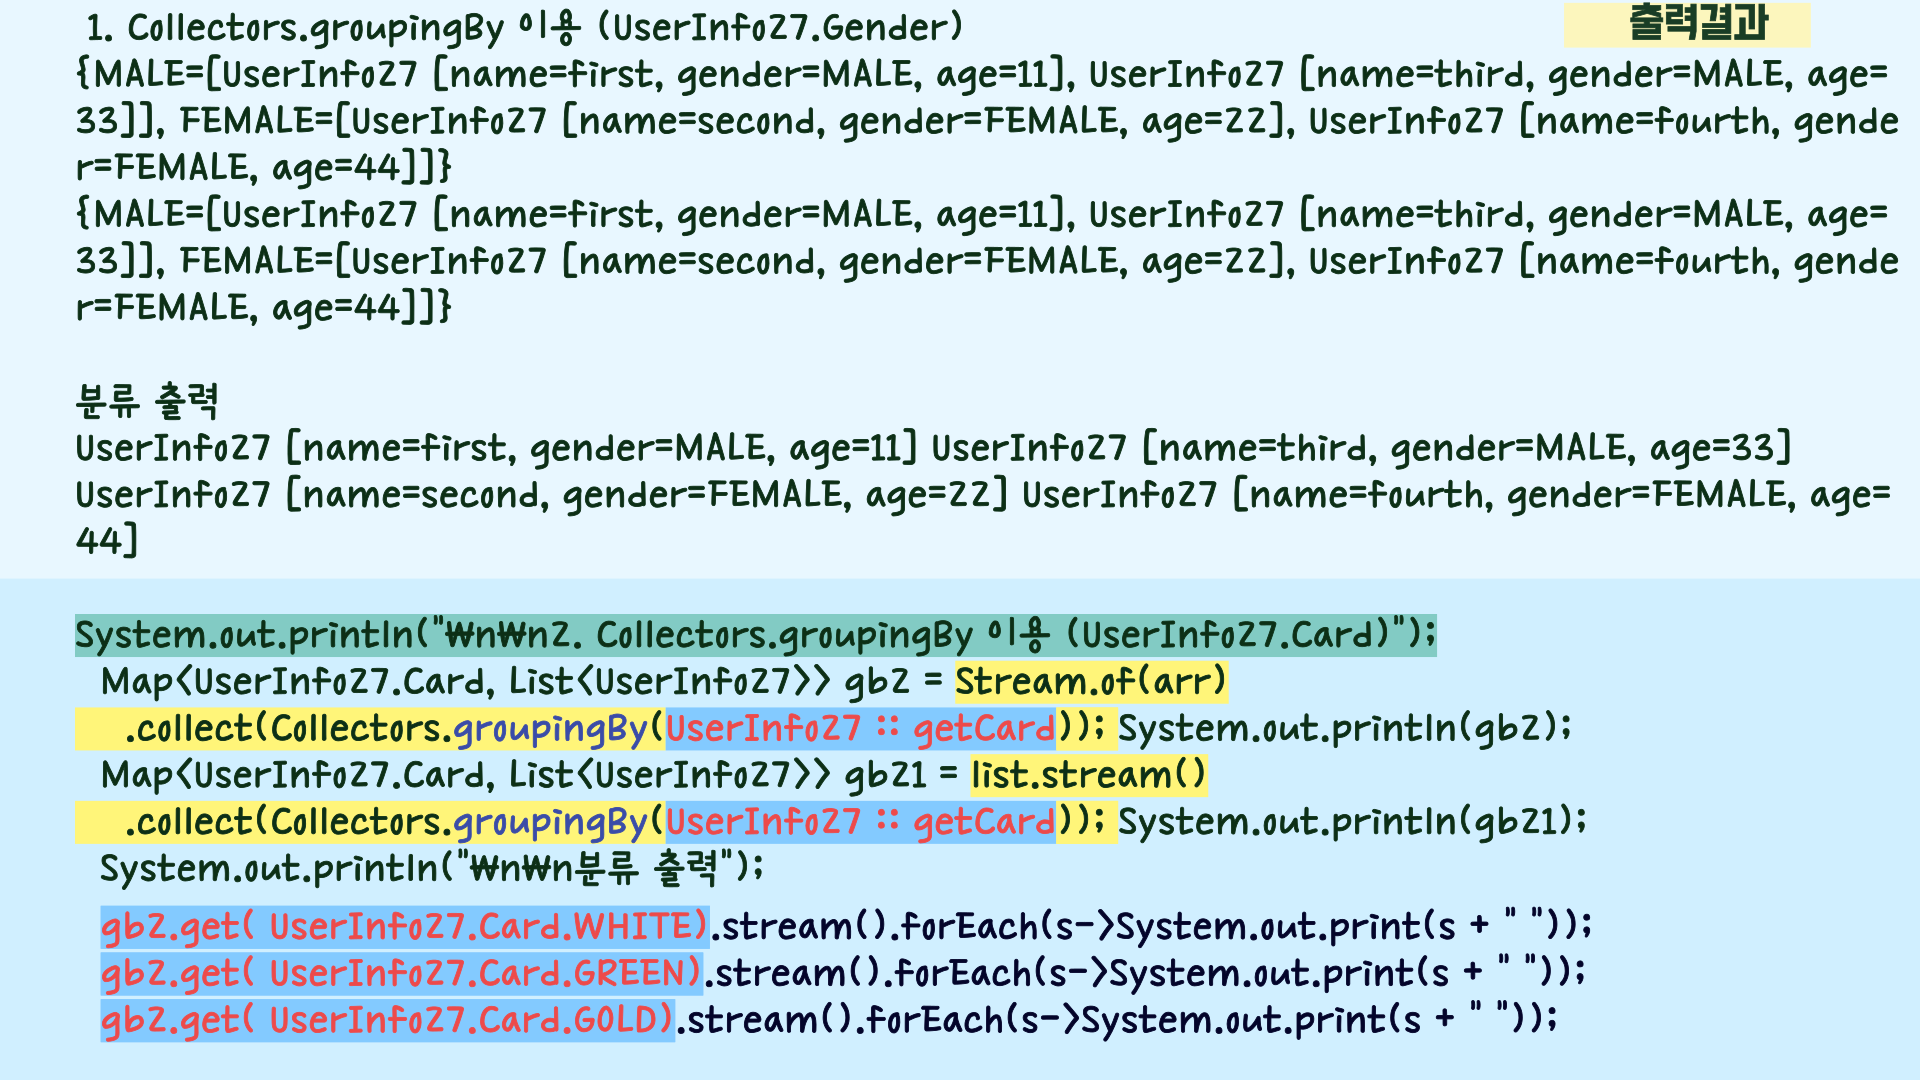 1. Collectors.groupingBy 이용 (UserInfo27.Gender)
출력결과
{MALE=[UserInfo27 [name=first, gender=MALE, age=11], UserInfo27 [name=third, gender=MALE, age=
33]], FEMALE=[UserInfo27 [name=second, gender=FEMALE, age=22], UserInfo27 [name=fourth, gende
r=FEMALE, age=44]]}
{MALE=[UserInfo27 [name=first, gender=MALE, age=11], UserInfo27 [name=third, gender=MALE, age=
33]], FEMALE=[UserInfo27 [name=second, gender=FEMALE, age=22], UserInfo27 [name=fourth, gende
r=FEMALE, age=44]]}
분류 출력
UserInfo27 [name=first, gender=MALE, age=11] UserInfo27 [name=third, gender=MALE, age=33]
UserInfo27 [name=second, gender=FEMALE, age=22] UserInfo27 [name=fourth, gender=FEMALE, age=
44]
System.out.println("₩n₩n2. Collectors.groupingBy 이용 (UserInfo27.Card)");
Map<UserInfo27.Card, List<UserInfo27>> gb2 = Stream.of(arr)
.collect(Collectors.groupingBy(UserInfo27 :: getCard)); System.out.println(gb2);
Map<UserInfo27.Card, List<UserInfo27>> gb21 = list.stream()
.collect(Collectors.groupingBy(UserInfo27 :: getCard)); System.out.println(gb21);
System.out.println("₩n₩n분류 출력");
gb2.get( UserInfo27.Card.WHITE).stream().forEach(s->System.out.print(s + " "));
gb2.get( UserInfo27.Card.GREEN).stream().forEach(s->System.out.print(s + " "));
gb2.get( UserInfo27.Card.GOLD).stream().forEach(s->System.out.print(s + " "));